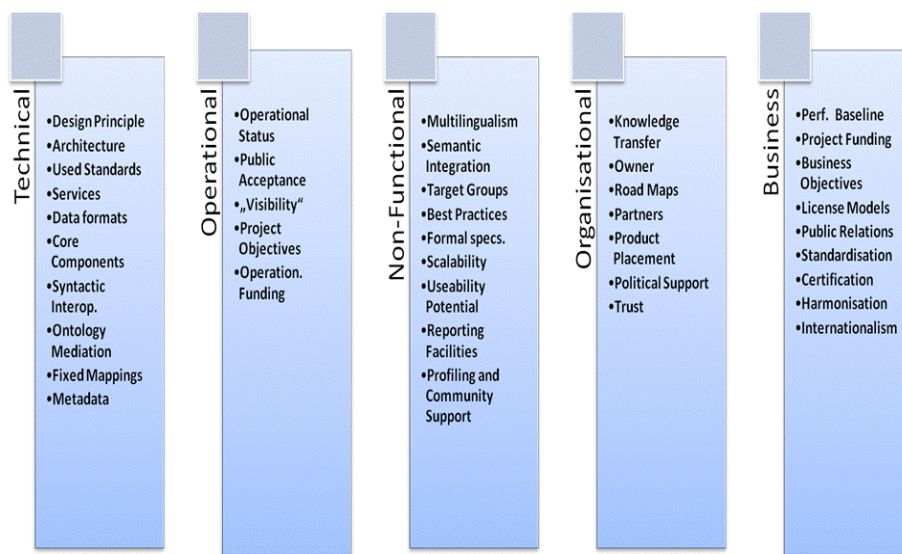 Technical
•Design Principle
•Architecture
•Used Standards
•Services
•Data formats
•Core
Components
•Syntactic
Interop.
•Ontology
Mediation
•Fixed Mappings
•Metadata
Operational
•Operational
Status
•Public
Acceptance
•„Visibility“
•Project
Objectives
•Operation.
Funding
Non-Functional
•Multilingualism
•Semantic
Integration
•Target Groups
•Best Practices
•Formal specs.
•Scalability
•Useability
Potential
•Reporting
Facilities
•Profiling and
Community
Support
Organisational
•Knowledge
Transfer
•Owner
•Road Maps
•Partners
•Product
Placement
•Political Support
•Trust
Business
•Perf. Baseline
•Project Funding
•Business
Objectives
•License Models
•Public Relations
•Standardisation
•Certification
•Harmonisation
•Internationalism